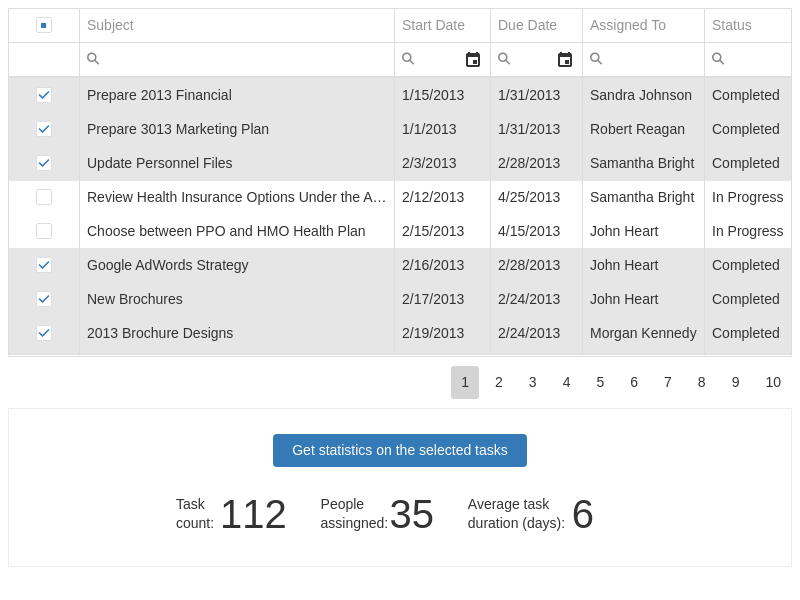 Subject Start Date Due Date Assigned To Status
Prepare 2013 Financial 1/15/2013 1/31/2013 Sandra Johnson Completed
Prepare 3013 Marketing Plan 1/1/2013 1/31/2013 Robert Reagan Completed
Update Personnel Files 2/3/2013 2/28/2013 Samantha Bright Completed
Review Health Insurance Options Under the A… 2/12/2013 4/25/2013 Samantha Bright In Progress
Choose between PPO and HMO Health Plan 2/15/2013 4/15/2013 John Heart In Progress
Google AdWords Strategy 2/16/2013 2/28/2013 John Heart Completed
New Brochures 2/17/2013 2/24/2013 John Heart Completed
2013 Brochure Designs 2/19/2013 2/24/2013 Morgan Kennedy Completed
1 2 3 4 5 6 7 8 9 10
Get statistics on the selected tasks
Task
count: 112
People
assingned: 35
Average task
duration (days): 6